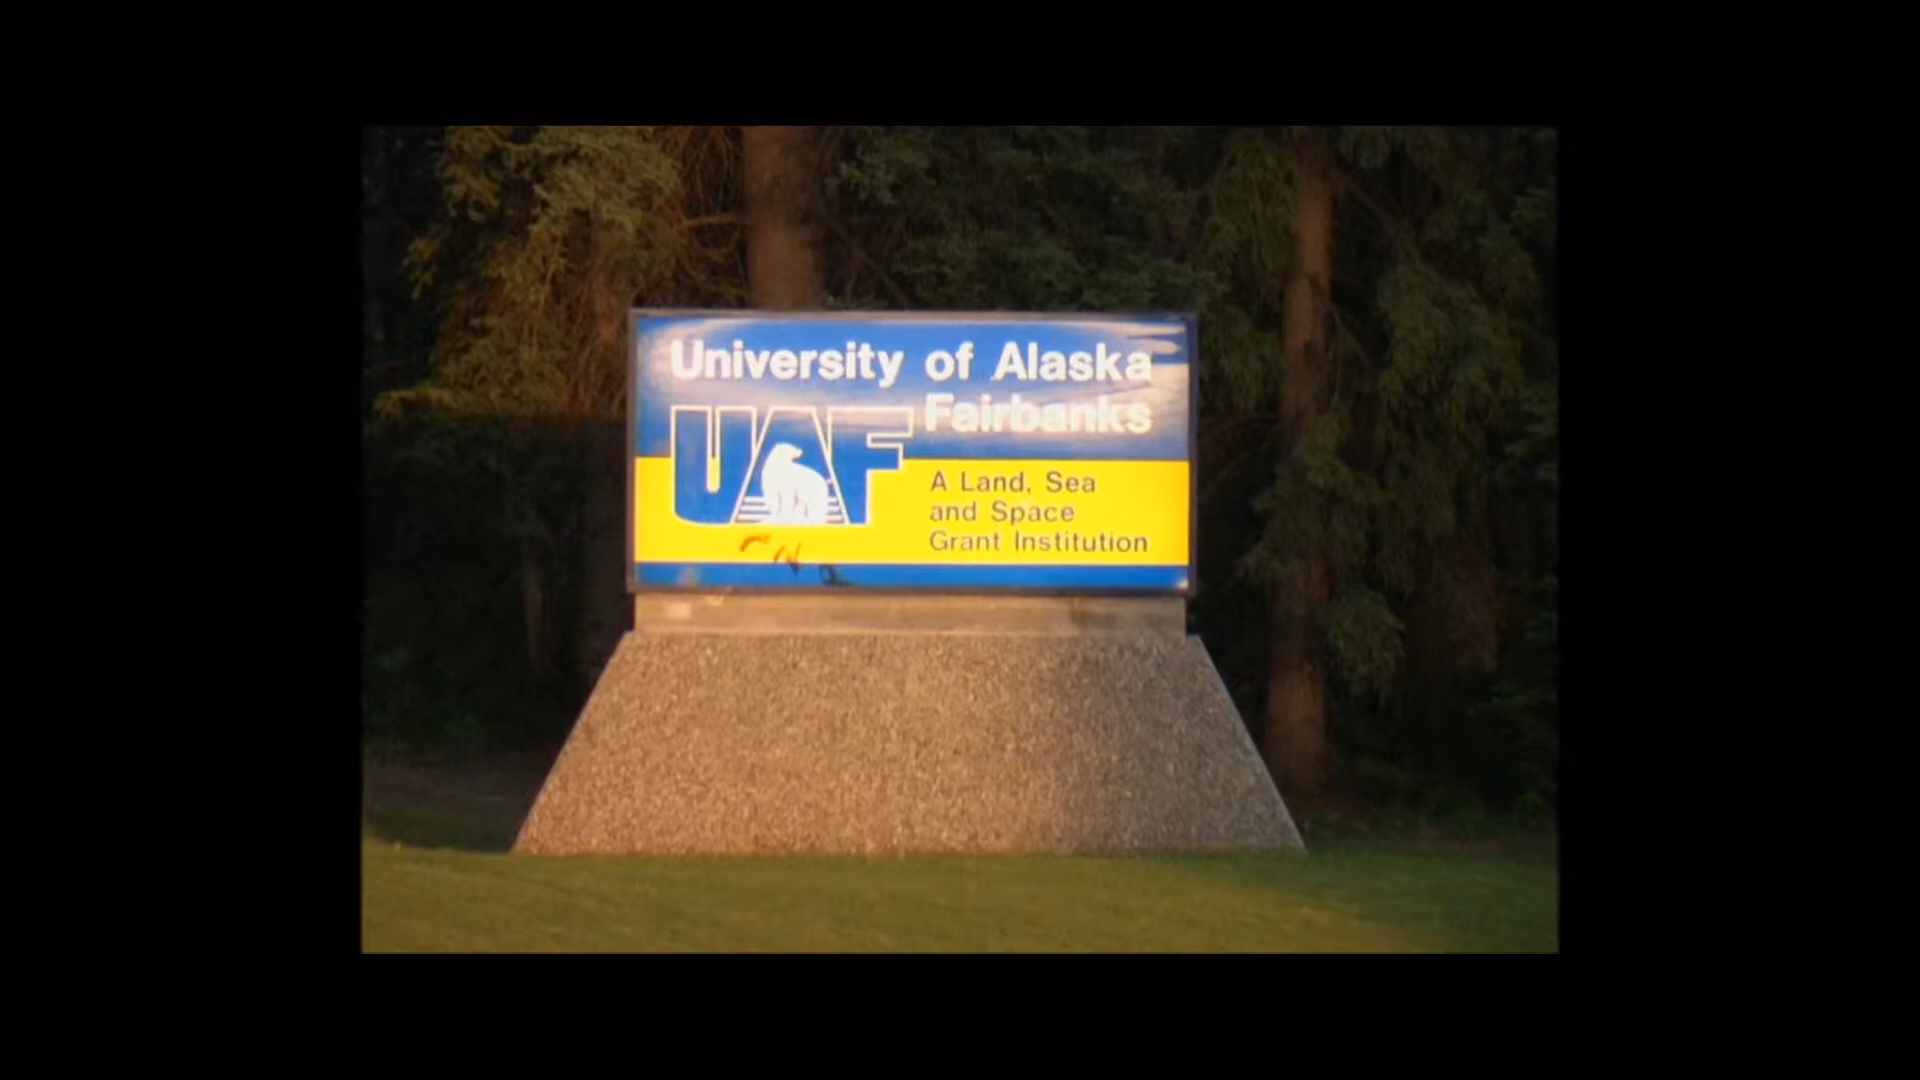 University of Alaska
Fairbanks
UAF
A Land, Sea
and Space
Grant Institution